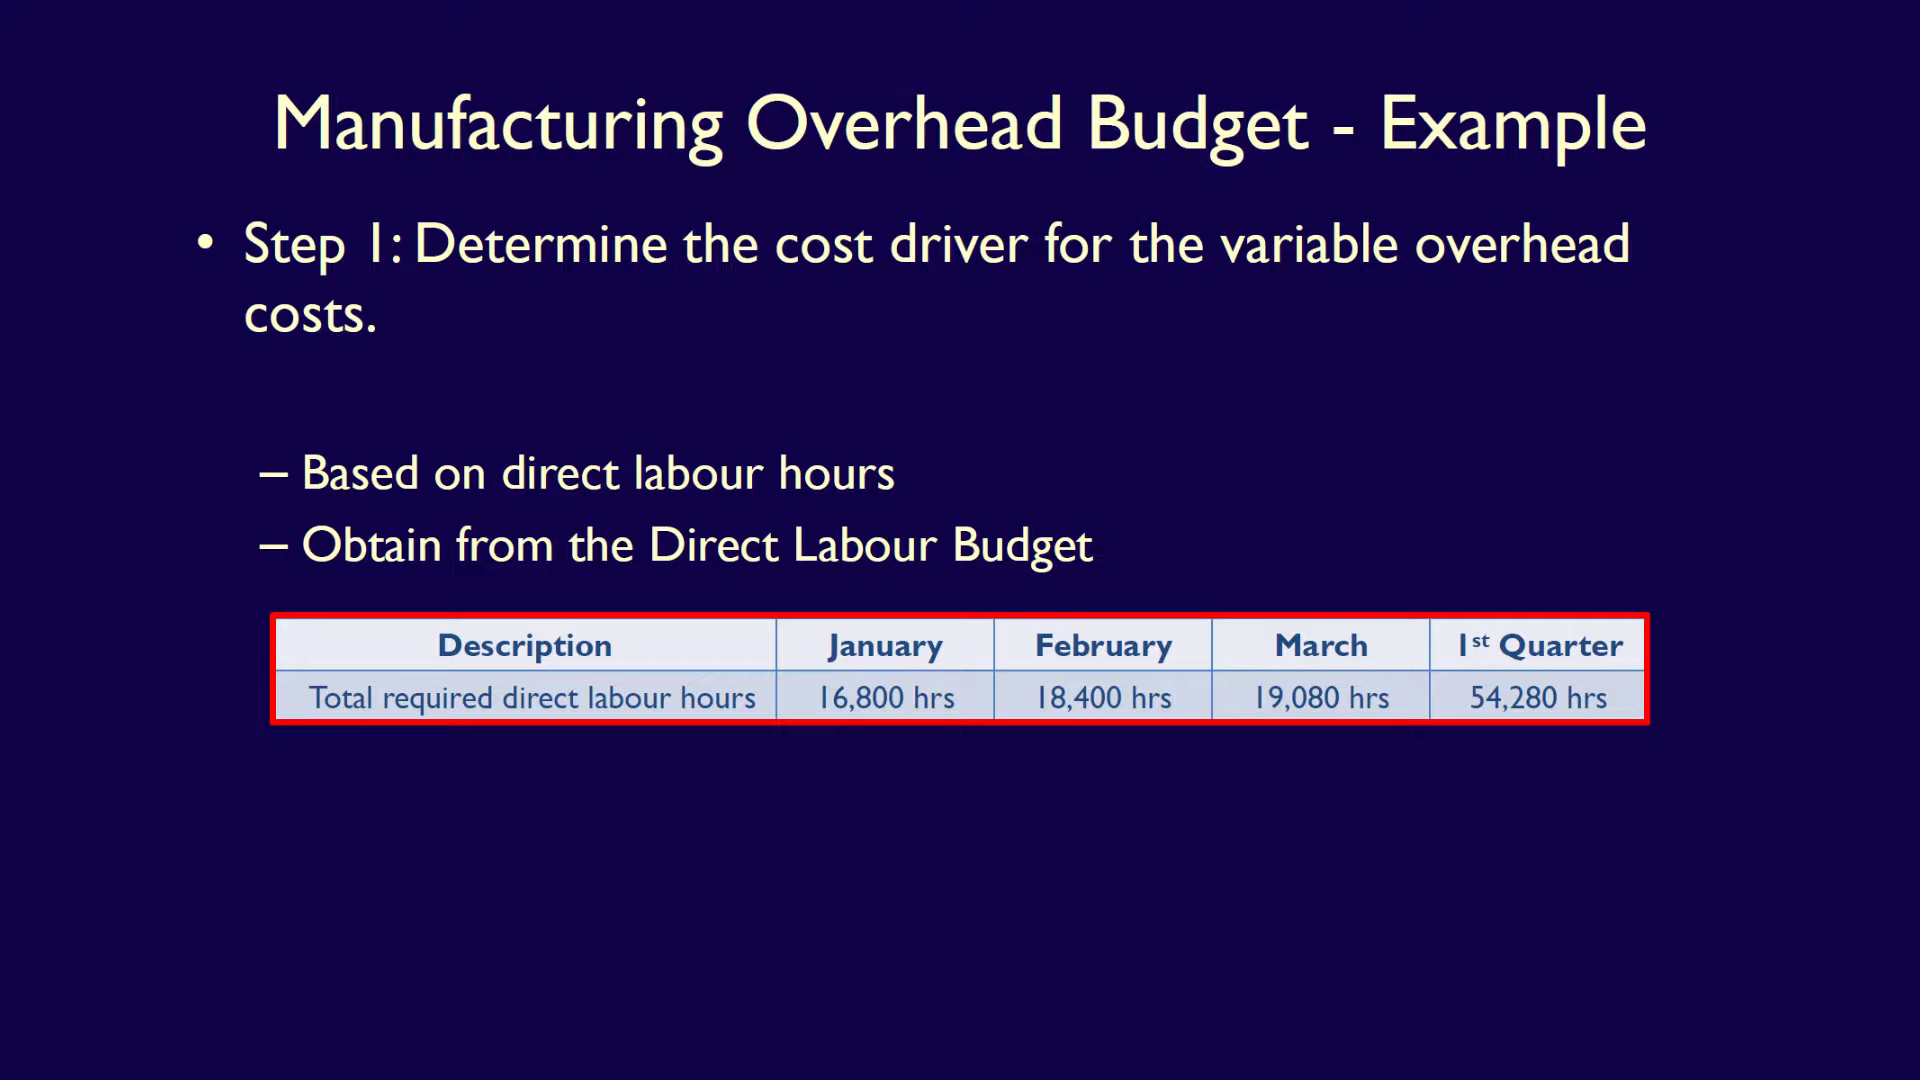 Manufacturing Overhead Budget - Example
• Step 1: Determine the cost driver for the variable overhead
costs.
– Based on direct labour hours
– Obtain from the Direct Labour Budget
Description January February March 1st Quarter
Total required direct labour hours 16,800 hrs 18,400 hrs 19,080 hrs 54,280 hrs